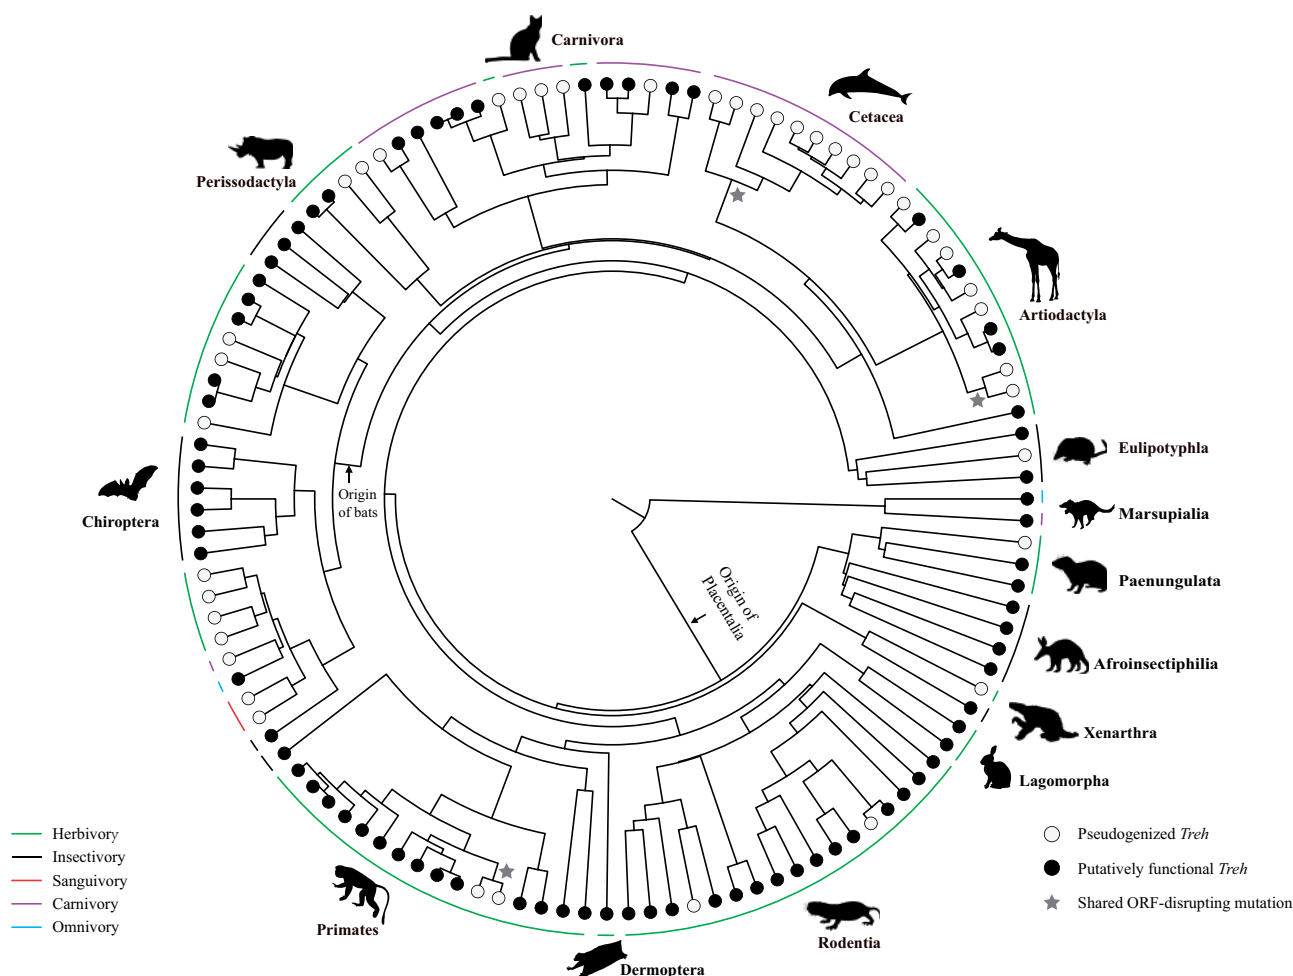 Carnivora
Cetacea
Perissodactyla
Artiodactyla
Eulipotyphla
Origin
of bats
Marsupialia
Chiroptera
Origin of
Placentalia
Paenungulata
Afroinsectiphilia
Xenarthra
Lagomorpha
Herbivory
Insectivory
Sanguivory
Carnivory
Omnivory
Pseudogenized Treh
Putatively functional Treh
Shared ORF-disrupting mutation
Primates
Rodentia
Dermoptera